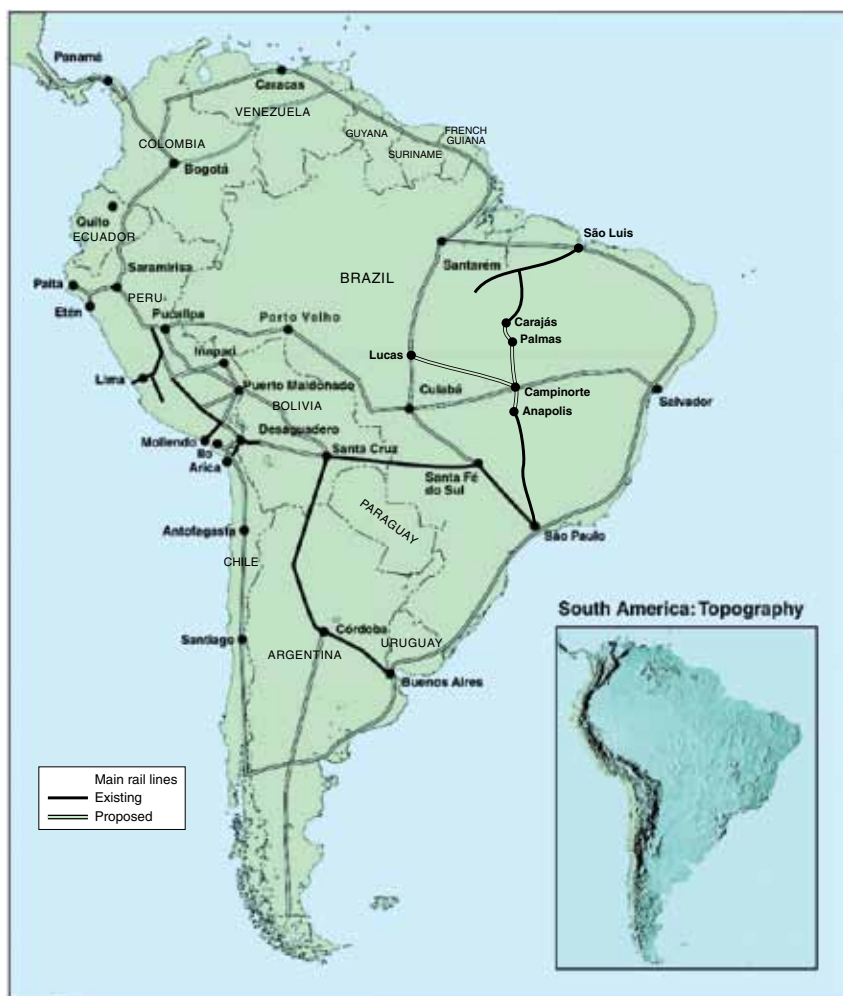 Panamá
Caracas
VENEZUELA
GUYANA
FRENCH
GUIANA
SURINAME
COLOMBIA
Bogotá
Quito
ECUADOR
São Luis
Santarém
BRAZIL
Saramirisa
Paita
PERU
Etén
Pucallpa
Porto Velho
Carajás
Palmas
Iñapari
Lucas
Lima
Puerto Maldonado
Cuiabá
Campinorte
Salvador
BOLIVIA
Anapolis
Desaguadero
Mollendo
Ilo
Arica
Santa Cruz
Santa Fé
do Sul
PARAGUAY
Antofagasta
São Paulo
CHILE
South America: Topography
Santiago
Córdoba
URUGUAY
ARGENTINA
Buenos Aires
Main rail lines
Existing
Proposed